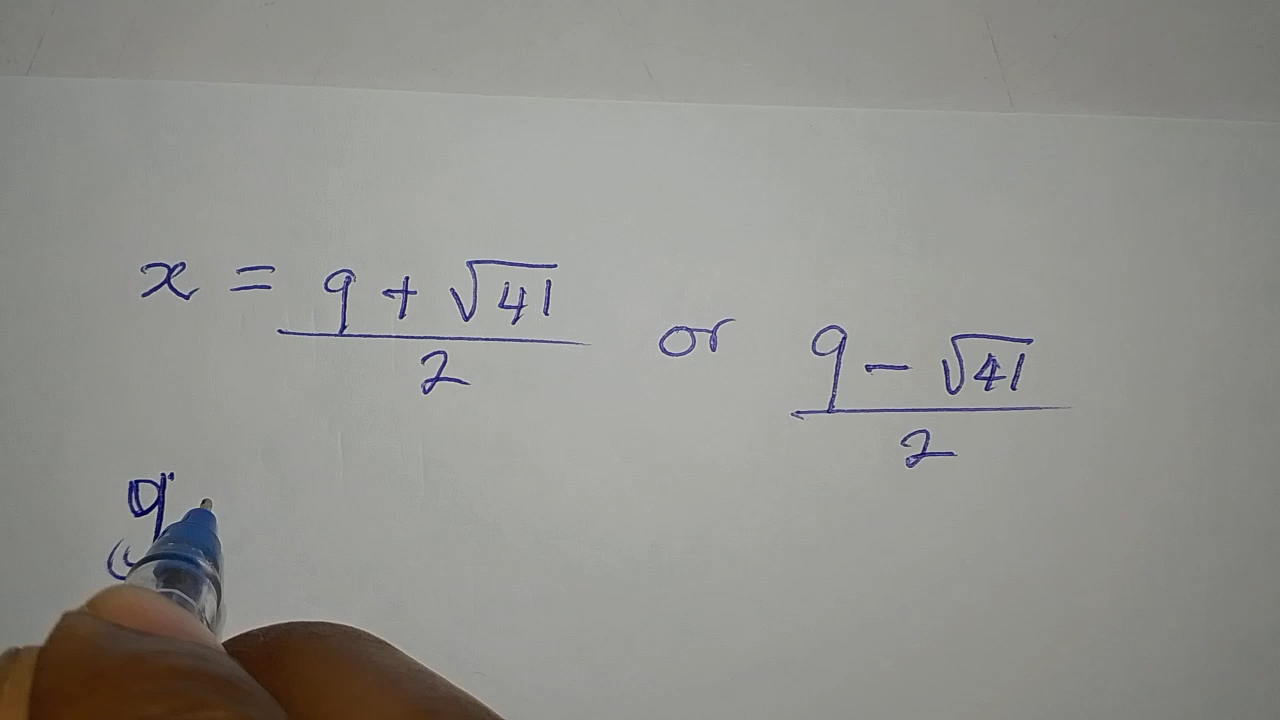 x = 9 + √41 / 2 or 9 - √41 / 2